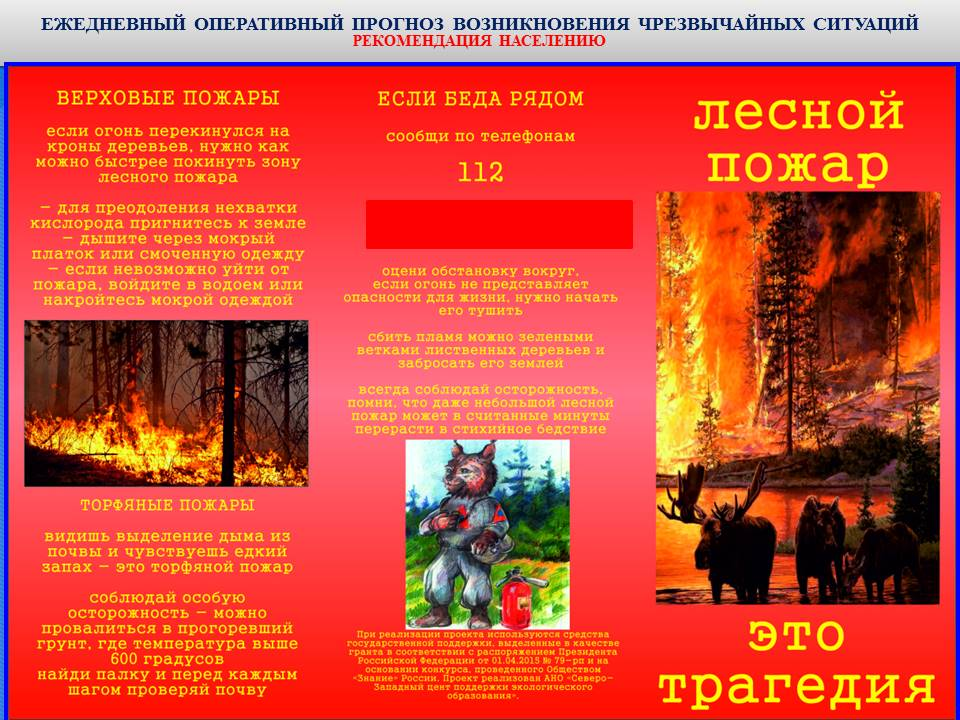 ЕЖЕДНЕВНЫЙ ОПЕРАТИВНЫЙ ПРОГНОЗ ВОЗНИКНОВЕНИЯ ЧРЕЗВЫЧАЙНЫХ СИТУАЦИЙ
РЕКОМЕНДАЦИЯ НАСЕЛЕНИЮ
ВЕРХОВЫЕ ПОЖАРЫ
если огонь перекинулся на
кроны деревьев, нужно как
можно быстрее покинуть зону
лесного пожара
– для преодоления нехватки
кислорода пригнитесь к земле
– дышите через мокрый
платок или смоченную одежду
– если невозможно уйти от
пожара, войдите в водоем или
накройтесь мокрой одеждой
ТОРФЯНЫЕ ПОЖАРЫ
видишь выделение дыма из
почвы и чувствуешь едкий
запах – это торфяной пожар
соблюдай особую
осторожность – можно
провалиться в прогоревший
грунт, где температура выше
600 градусов
найди палку и перед каждым
шагом проверяй почву
ЕСЛИ БЕДА РЯДОМ
сообщи по телефонам
112
оцени обстановку вокруг,
если огонь не представляет
опасности для жизни, нужно начать
его тушить
сбить пламя можно зелеными
ветками лиственных деревьев и
забросать его землей
всегда соблюдай осторожность,
помни, что даже небольшой лесной
пожар может в считанные минуты
перерасти в стихийное бедствие
При реализации проекта используются средства
государственной поддержки, выделенные в качестве
гранта в соответствии с распоряжением Президента
Российской Федерации от 01.04.2015 № 79-рп и на
основании конкурса, проведенного Обществом
«Знание» России. Проект реализован АНО «Северо-
Западный цент поддержки экологического
образования».
лесной
пожар
это
трагедия